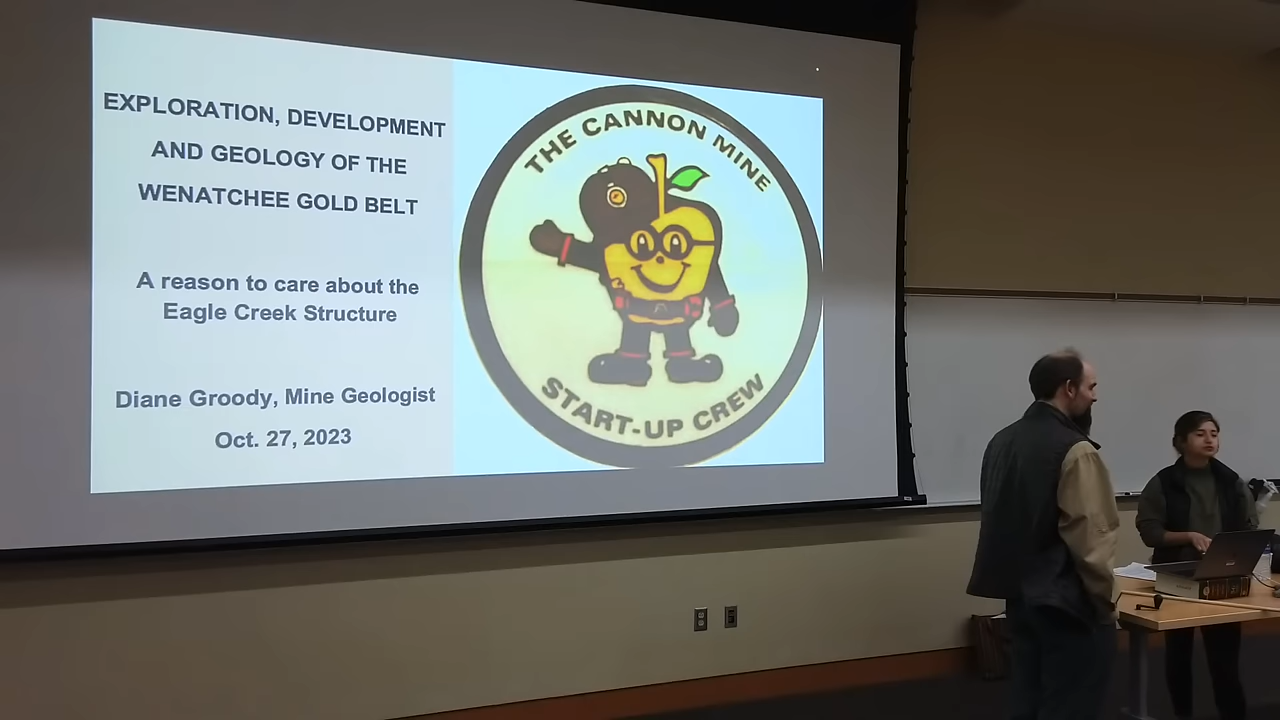 EXPLORATION, DEVELOPMENT
AND GEOLOGY OF THE
WENATCHEE GOLD BELT
A reason to care about the
Eagle Creek Structure
Diane Groody, Mine Geologist
Oct. 27, 2023
THE CANNON MINE
START-UP CREW